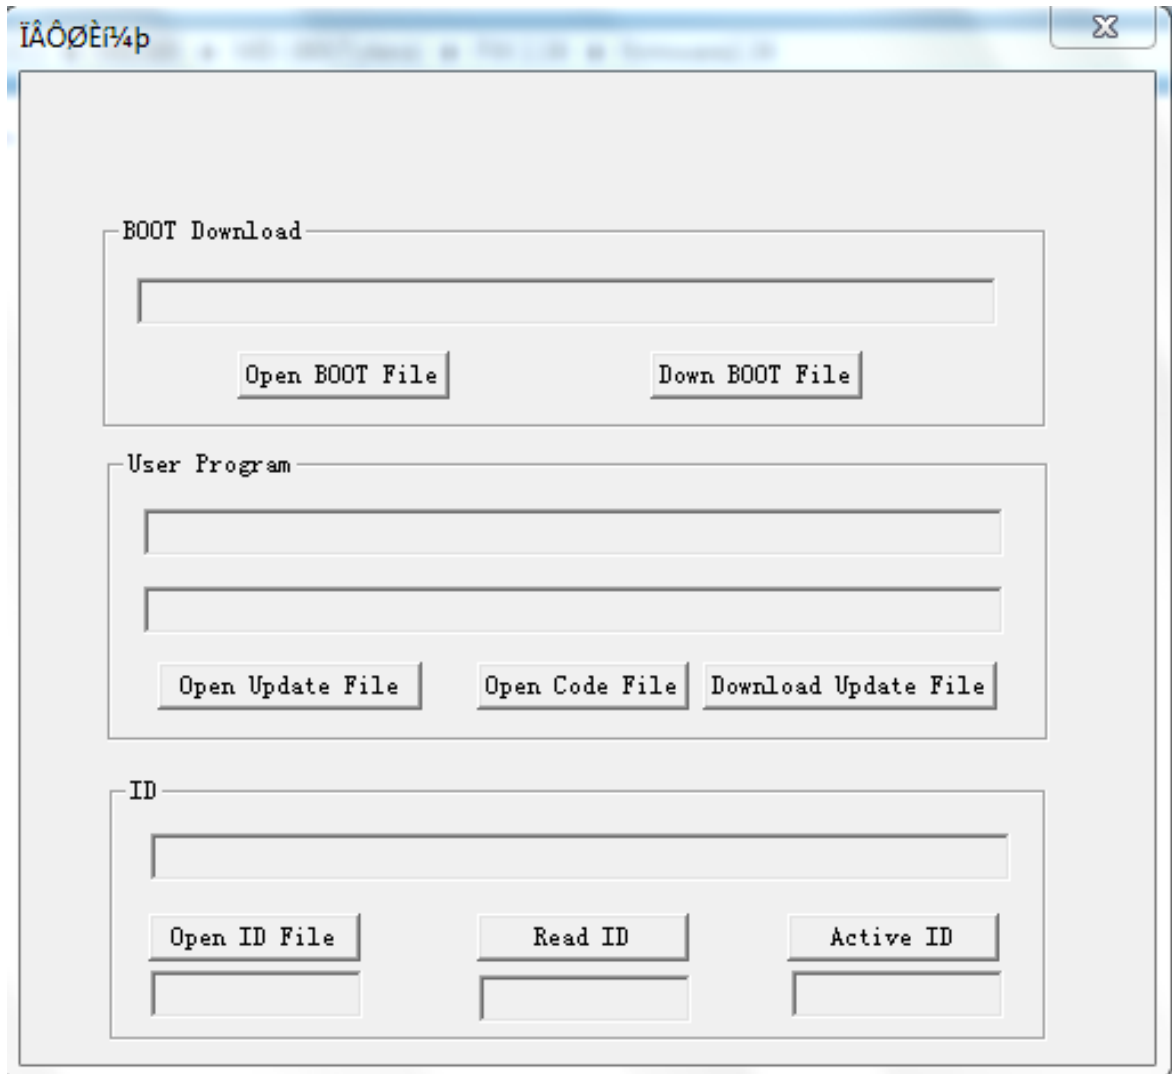 ÏÂÔØÈí¼þ
BOOT Download
Open BOOT File
Down BOOT File
User Program
Open Update File
Open Code File
Download Update File
ID
Open ID File
Read ID
Active ID